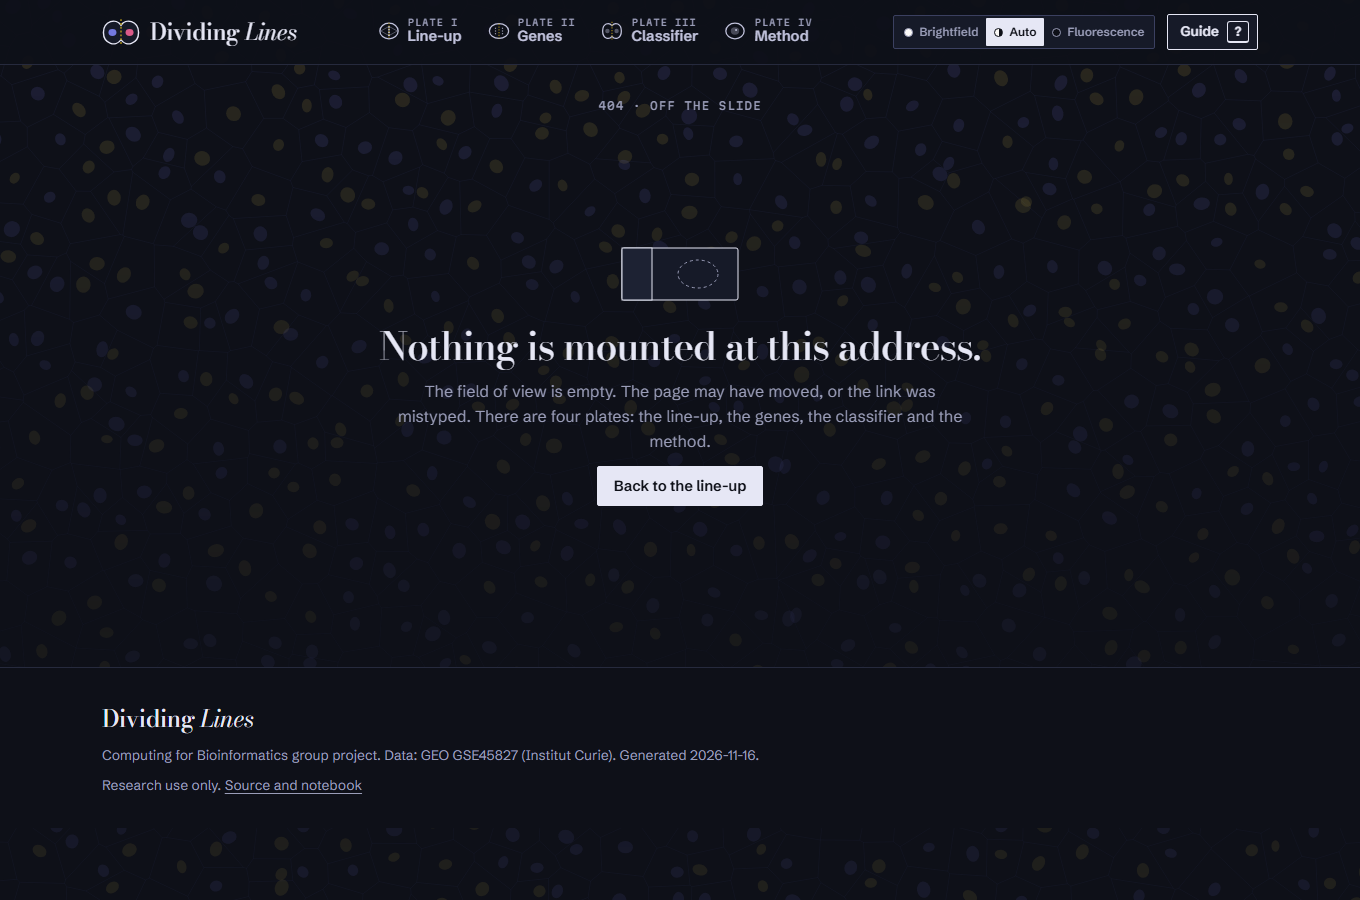 Dividing Lines
PLATE I
Line-up
PLATE II
Genes
PLATE III
Classifier
PLATE IV
Method
Brightfield
Auto
Fluorescence
Guide ?
404 · OFF THE SLIDE
Nothing is mounted at this address.
The field of view is empty. The page may have moved, or the link was
mistyped. There are four plates: the line-up, the genes, the classifier and the
method.
Back to the line-up
Dividing Lines
Computing for Bioinformatics group project. Data: GEO GSE45827 (Institut Curie). Generated 2026-11-16.
Research use only. Source and notebook